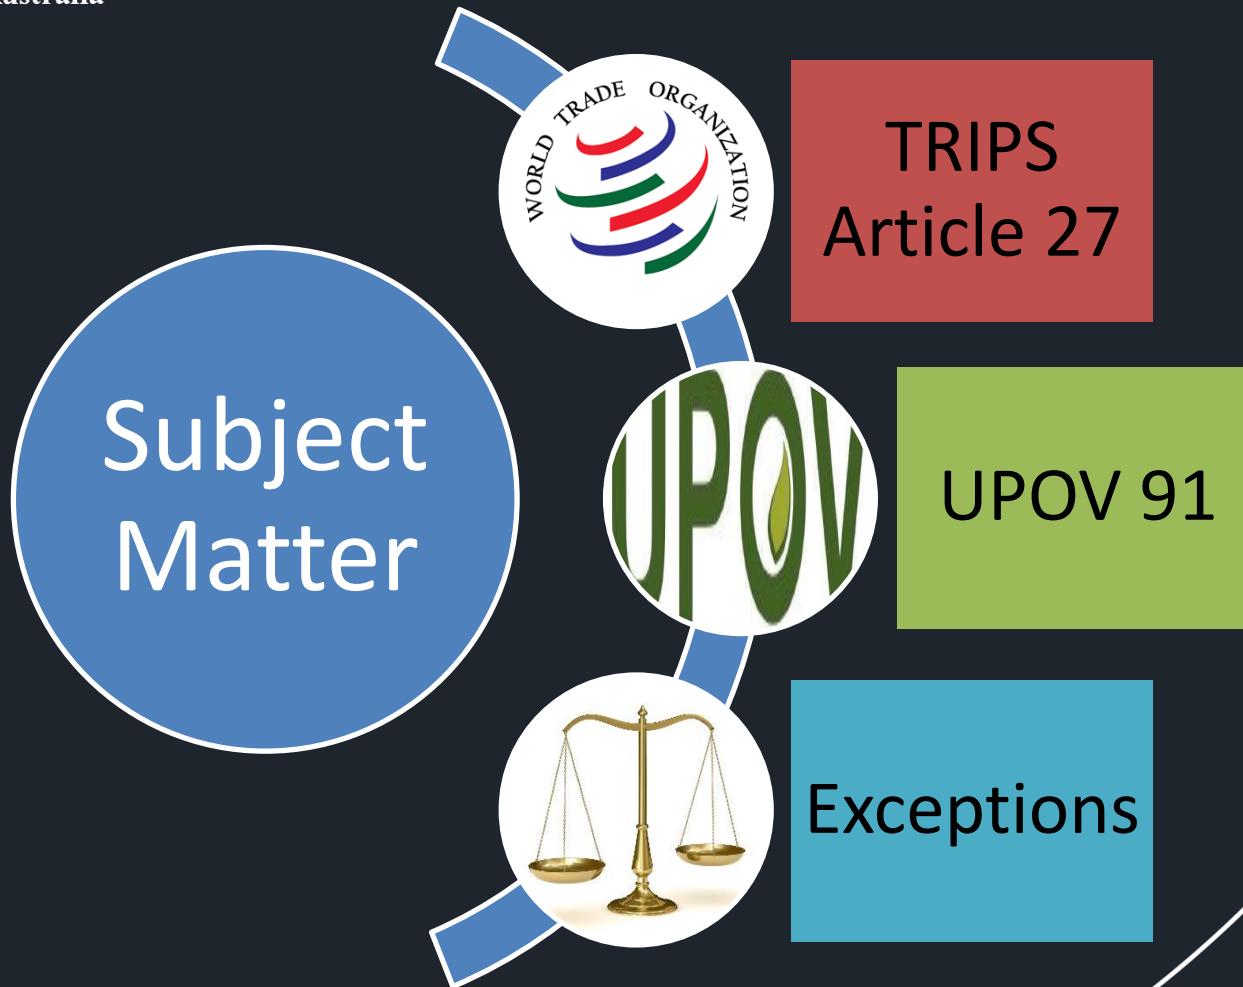 WORLD TRADE ORGANIZATION
TRIPS
Article 27
Subject
Matter
UPOV
UPOV 91
Exceptions